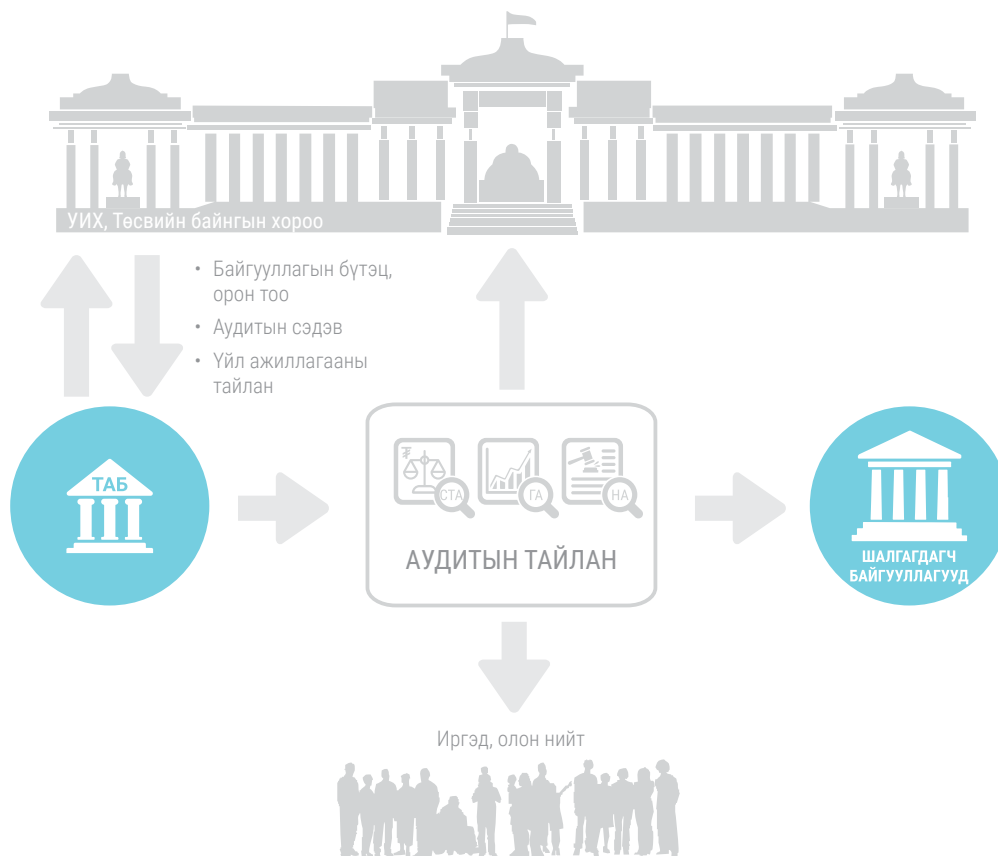 УИХ, Төсвийн байнгын хороо
• Байгууллагын бүтэц,
орон тоо
• Аудитын сэдэв
• Үйл ажиллагааны
тайлан
ТАБ
₮
СТА
ГА
НА
АУДИТЫН ТАЙЛАН
ШАЛГАГДАГЧ
БАЙГУУЛЛАГУУД
Иргэд, олон нийт